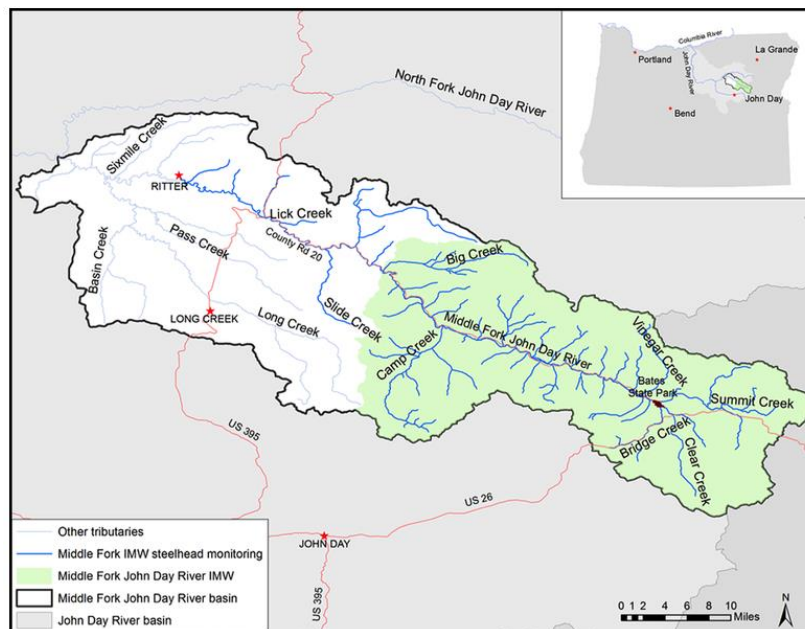 Columbia River
Portland
La Grande
John Day River
John Day
Bend
North Fork John Day River
Sixmile Creek
RITTER
Lick Creek
County Rd 20
Pass Creek
Basin Creek
Big Creek
LONG CREEK
Long Creek
Slide Creek
Middle Fork John Day River
Camp Creek
Vinegar Creek
Bates
State Park
Summit Creek
Bridge Creek
Clear Creek
US 395
US 26
JOHN DAY
US 395
Other tributaries
Middle Fork IMW steelhead monitoring
Middle Fork John Day River IMW
Middle Fork John Day River basin
John Day River basin
N
0 1 2 4 6 8 10
Miles